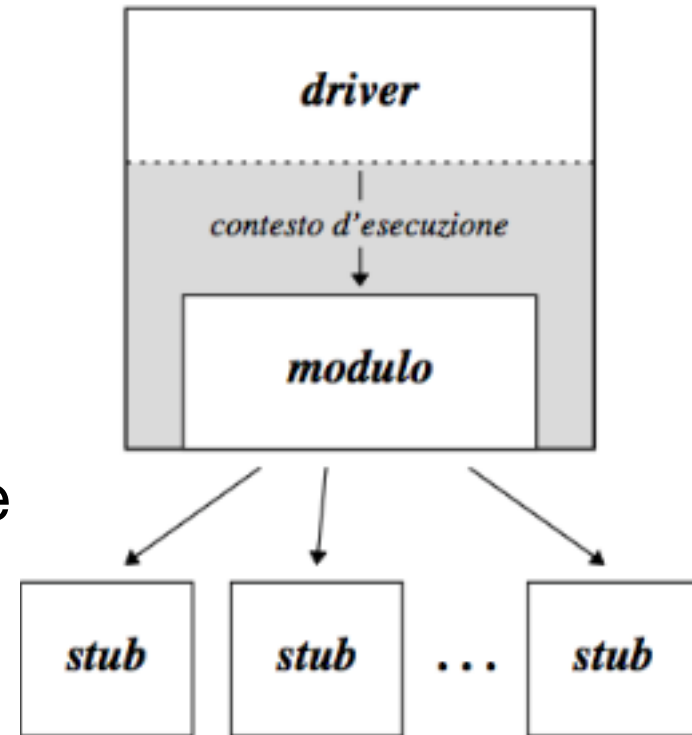 driver
contesto d'esecuzione
modulo
e
stub stub ... stub